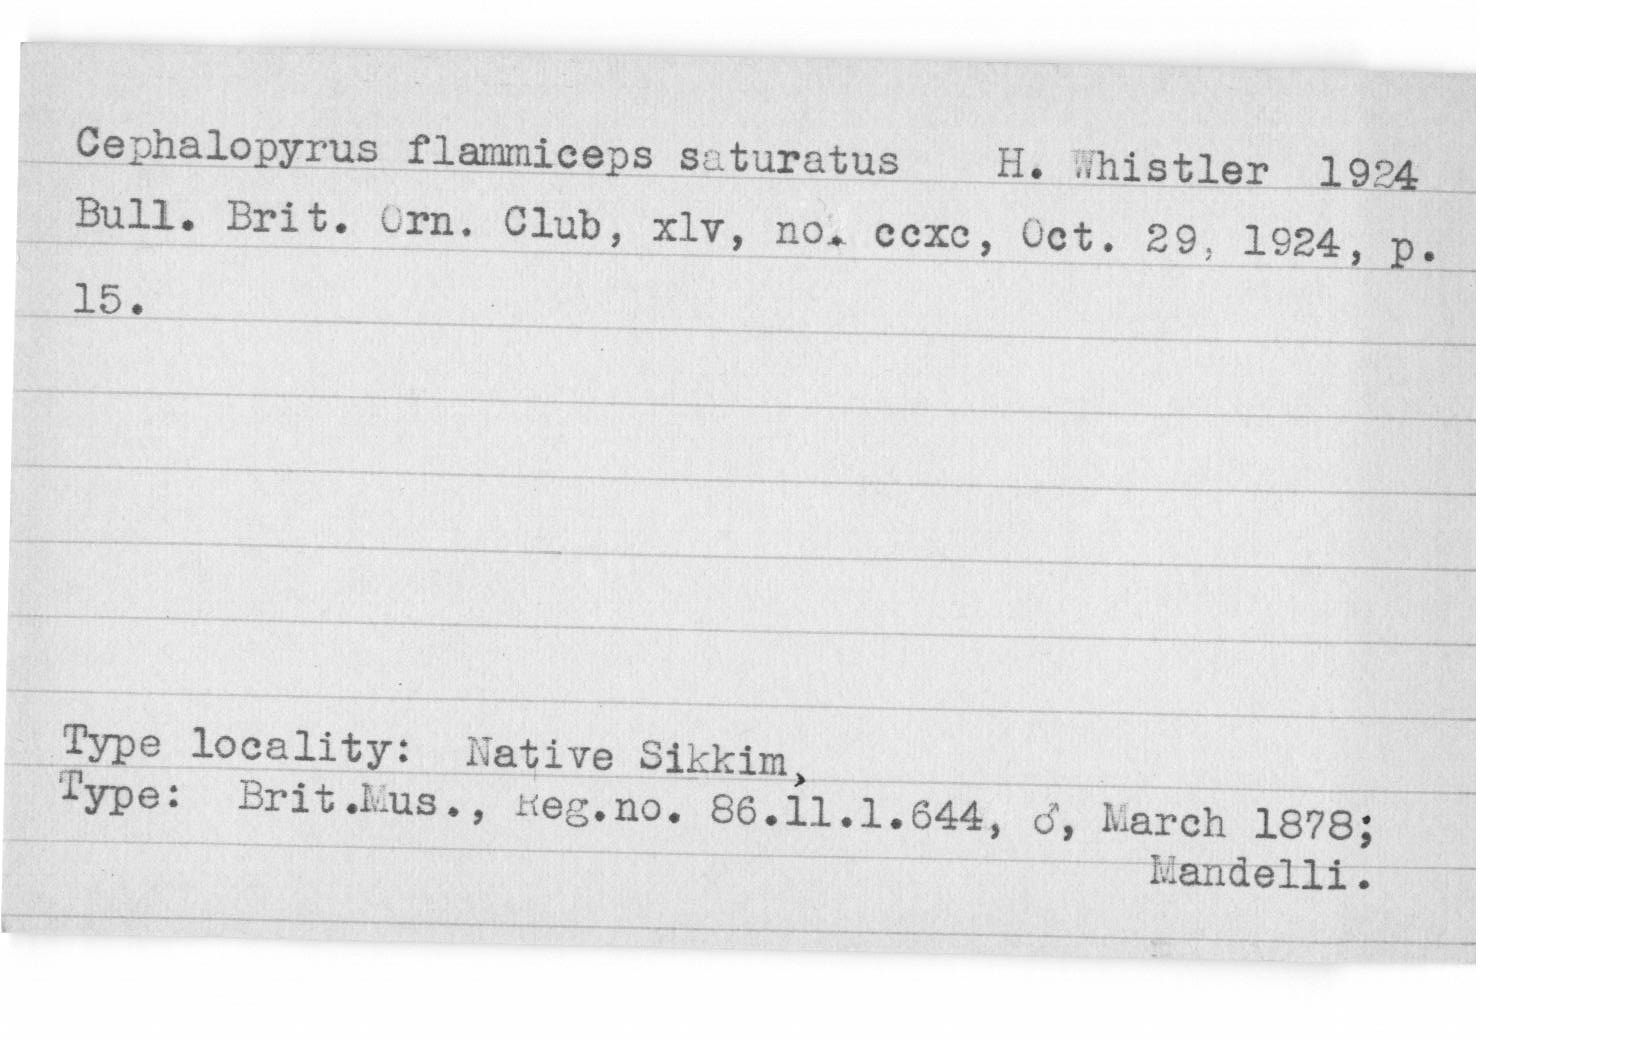 Cephalopyrus flammiceps saturatus H. Whistler 1924
Bull. Brit. Orn. Club, xlv, no. ccxc, Oct. 29, 1924, p.
15.
Type locality: Native Sikkim,
Type: Brit.Mus., Reg.no. 86.11.1.644, ♂, March 1878;
Mandelli.